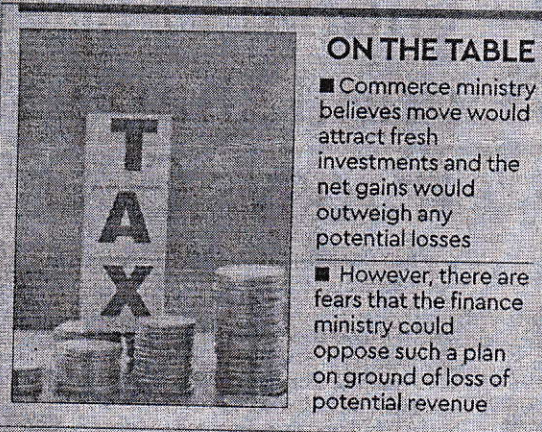 T
A
X
ON THE TABLE
■ Commerce ministry
believes move would
attract fresh
investments and the
net gains would
outweigh any
potential losses
■ However, there are
fears that the finance
ministry could
oppose such a plan
on ground of loss of
potential revenue